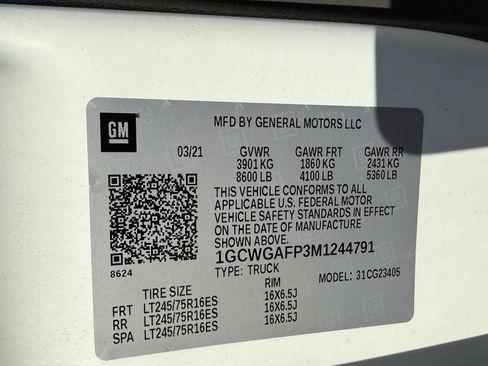 GM
MFD BY GENERAL MOTORS LLC
03/21 GVWR GAWR FRT GAWR RR
3901 KG 1860 KG 2431 KG
8600 LB 4100 LB 5360 LB
THIS VEHICLE CONFORMS TO ALL
APPLICABLE U.S. FEDERAL MOTOR
VEHICLE SAFETY STANDARDS IN EFFECT
ON THE DATE OF MANUFACTURE
SHOWN ABOVE.
8624
1GCWGAFP3M1244791
TYPE: TRUCK
MODEL: 31CG23405
TIRE SIZE RIM
FRT LT245/75R16ES 16X6.5J
RR LT245/75R16ES 16X6.5J
SPA LT245/75R16ES 16X6.5J